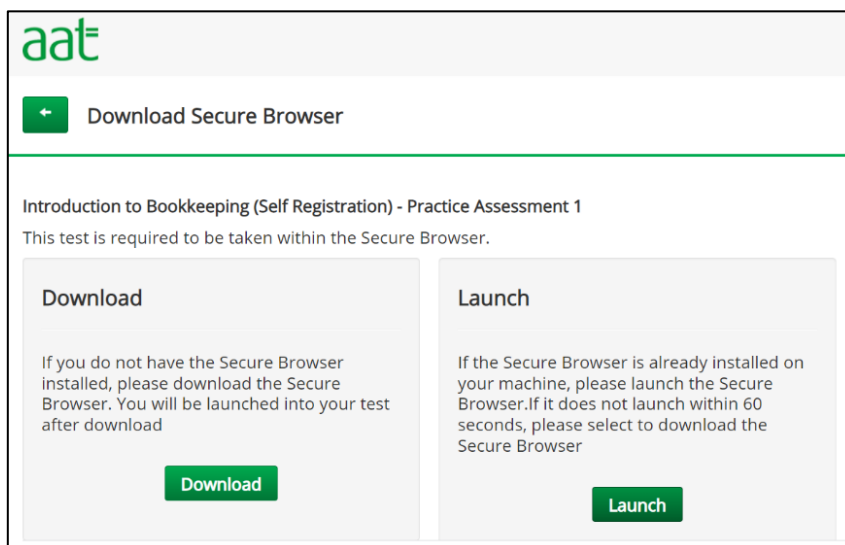 aat
Download Secure Browser
Introduction to Bookkeeping (Self Registration) - Practice Assessment 1
This test is required to be taken within the Secure Browser.
Download
If you do not have the Secure Browser
installed, please download the Secure
Browser. You will be launched into your test
after download
Download
Launch
If the Secure Browser is already installed on
your machine, please launch the Secure
Browser.If it does not launch within 60
seconds, please select to download the
Secure Browser
Launch